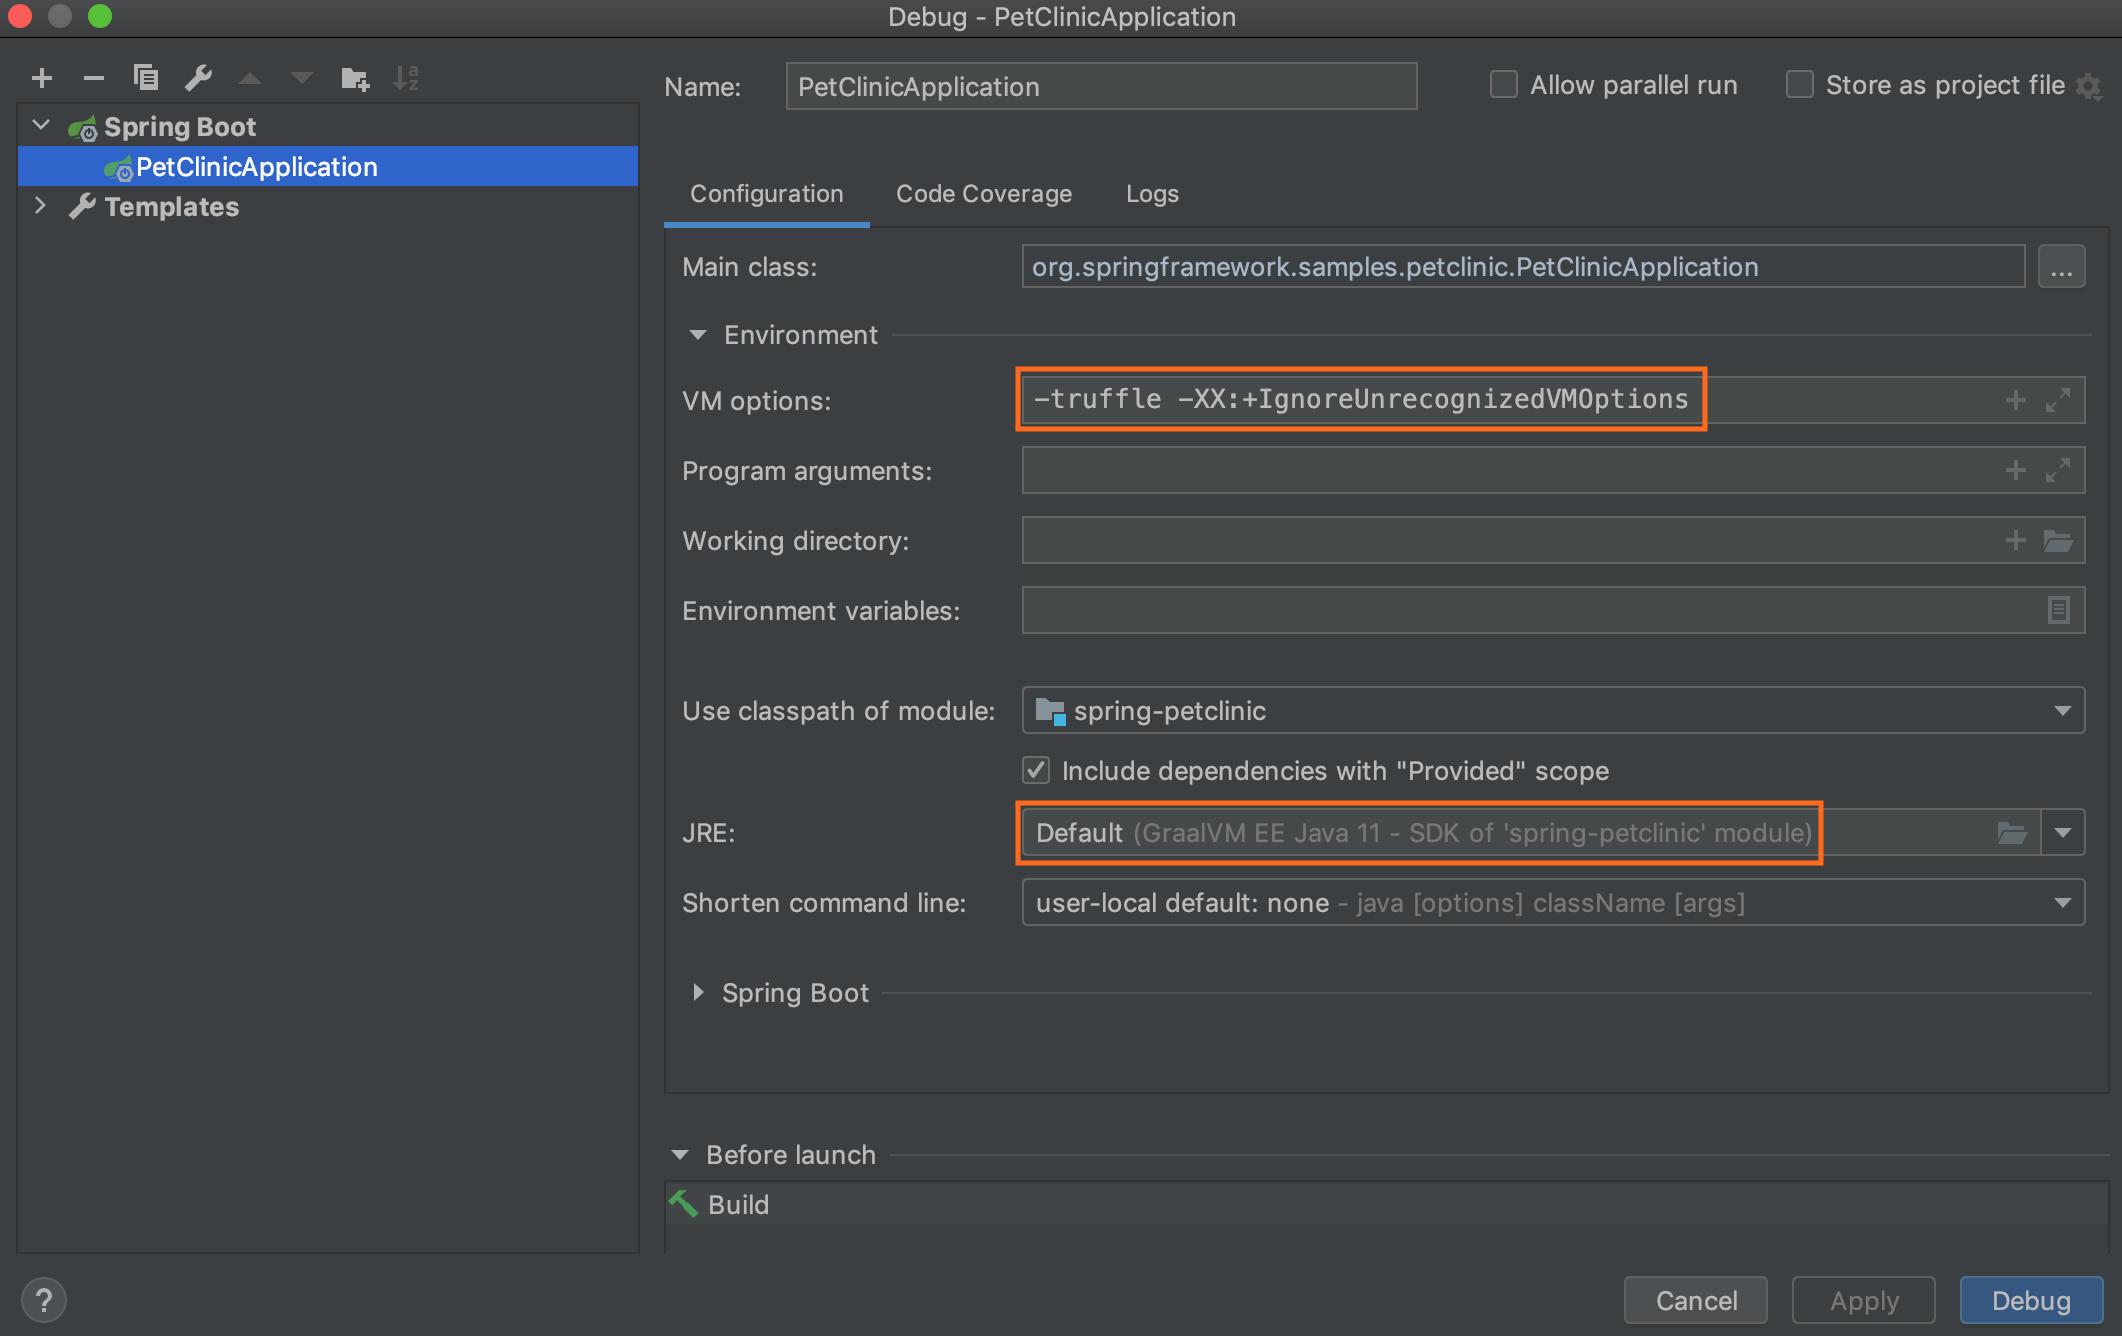 Debug - PetClinicApplication
Spring Boot
PetClinicApplication
Templates
Name: PetClinicApplication
Allow parallel run
Store as project file
Configuration Code Coverage Logs
Main class: org.springframework.samples.petclinic.PetClinicApplication ...
Environment
VM options: -truffle -XX:+IgnoreUnrecognizedVMOptions
Program arguments:
Working directory:
Environment variables:
Use classpath of module: spring-petclinic
Include dependencies with "Provided" scope
JRE: Default (GraalVM EE Java 11 - SDK of 'spring-petclinic' module)
Shorten command line: user-local default: none - java [options] className [args]
Spring Boot
Before launch
Build
? Cancel Apply Debug